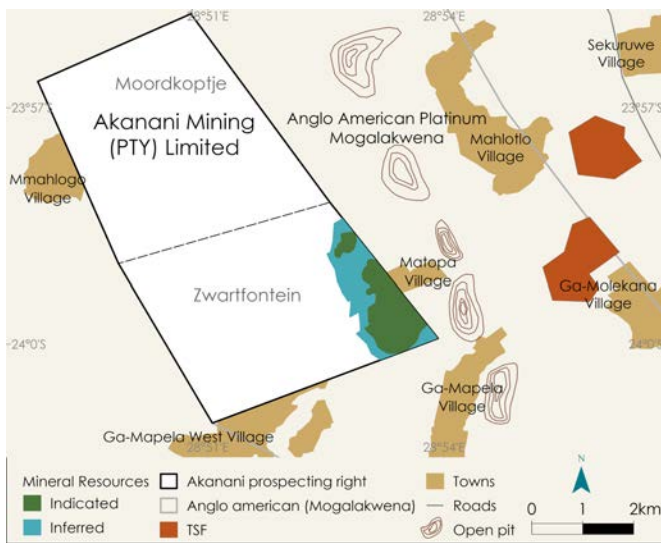 28°51'E
28°54'E
Sekuruwe
Village
Moordkoptje
23°57'S
23°57'S
Akanani Mining
(PTY) Limited
Anglo American Platinum
Mogalakwena
Mahlotlo
Village
Mmahlogo
Village
Matopa
Village
Zwartfontein
Ga-Molekana
Village
24°0'S
24°0'S
Ga-Mapela
Village
Ga-Mapela West Village
28°51'E
28°54'E
Mineral Resources
Indicated
Inferred
Akanani prospecting right
Anglo american (Mogalakwena)
TSF
Towns
Roads
Open pit
N
0 1 2km